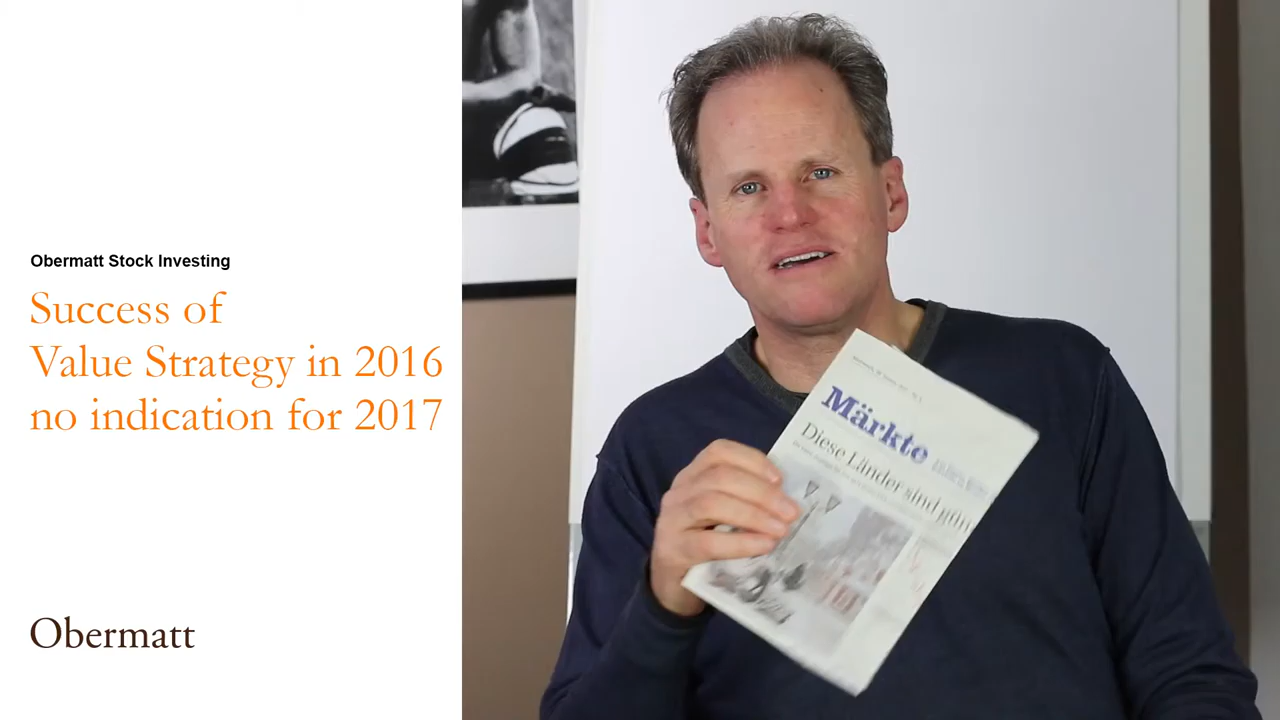 Obermatt Stock Investing
Success of
Value Strategy in 2016
no indication for 2017
Obermatt
Märkte
Diese Länder sind